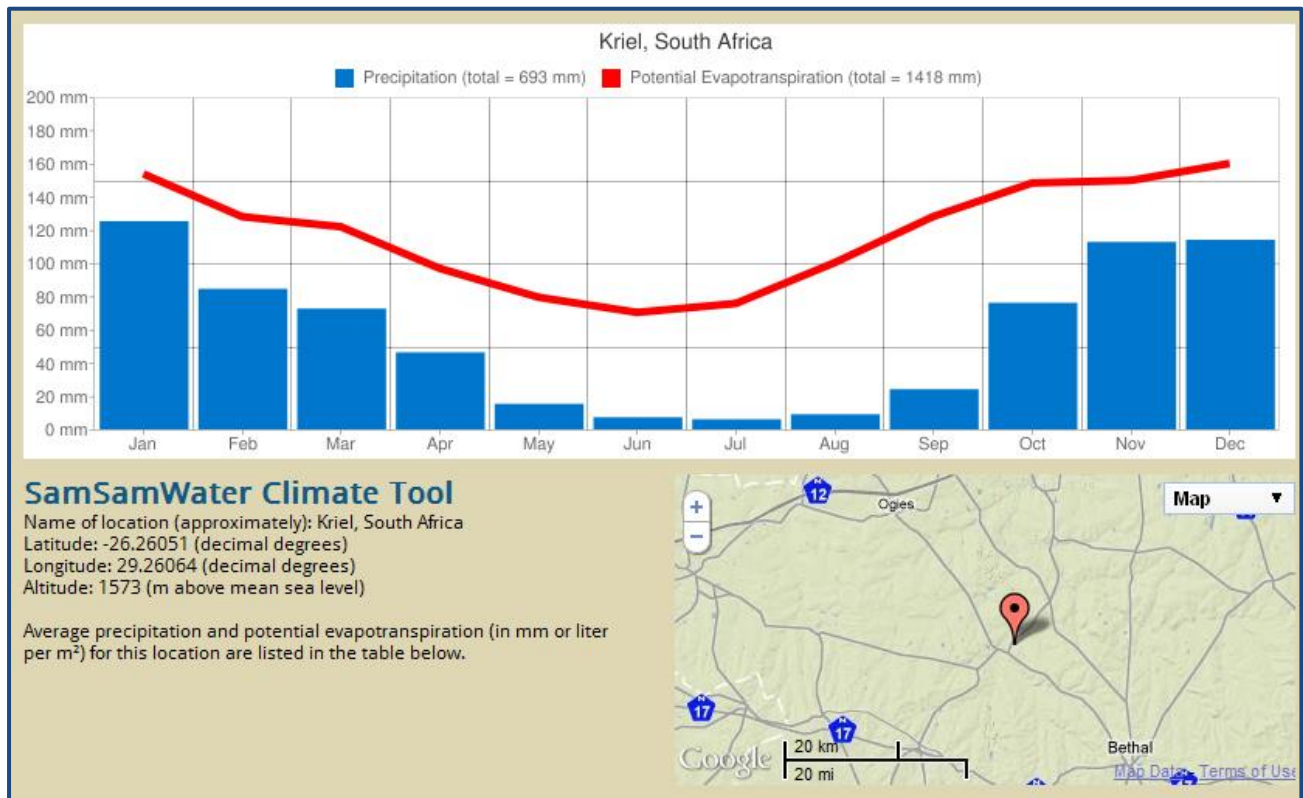 Kriel, South Africa
Precipitation (total = 693 mm) Potential Evapotranspiration (total = 1418 mm)
200 mm
180 mm
160 mm
140 mm
120 mm
100 mm
80 mm
60 mm
40 mm
20 mm
0 mm
Jan Feb Mar Apr May Jun Jul Aug Sep Oct Nov Dec
SamSamWater Climate Tool
Name of location (approximately): Kriel, South Africa
Latitude: -26.26051 (decimal degrees)
Longitude: 29.26064 (decimal degrees)
Altitude: 1573 (m above mean sea level)
Average precipitation and potential evapotranspiration (in mm or liter
per m²) for this location are listed in the table below.
+
−
N
12
Ogies
Map ▼
N
17
N
17
Bethal
Google
20 km
20 mi
Map Data - Terms of Use